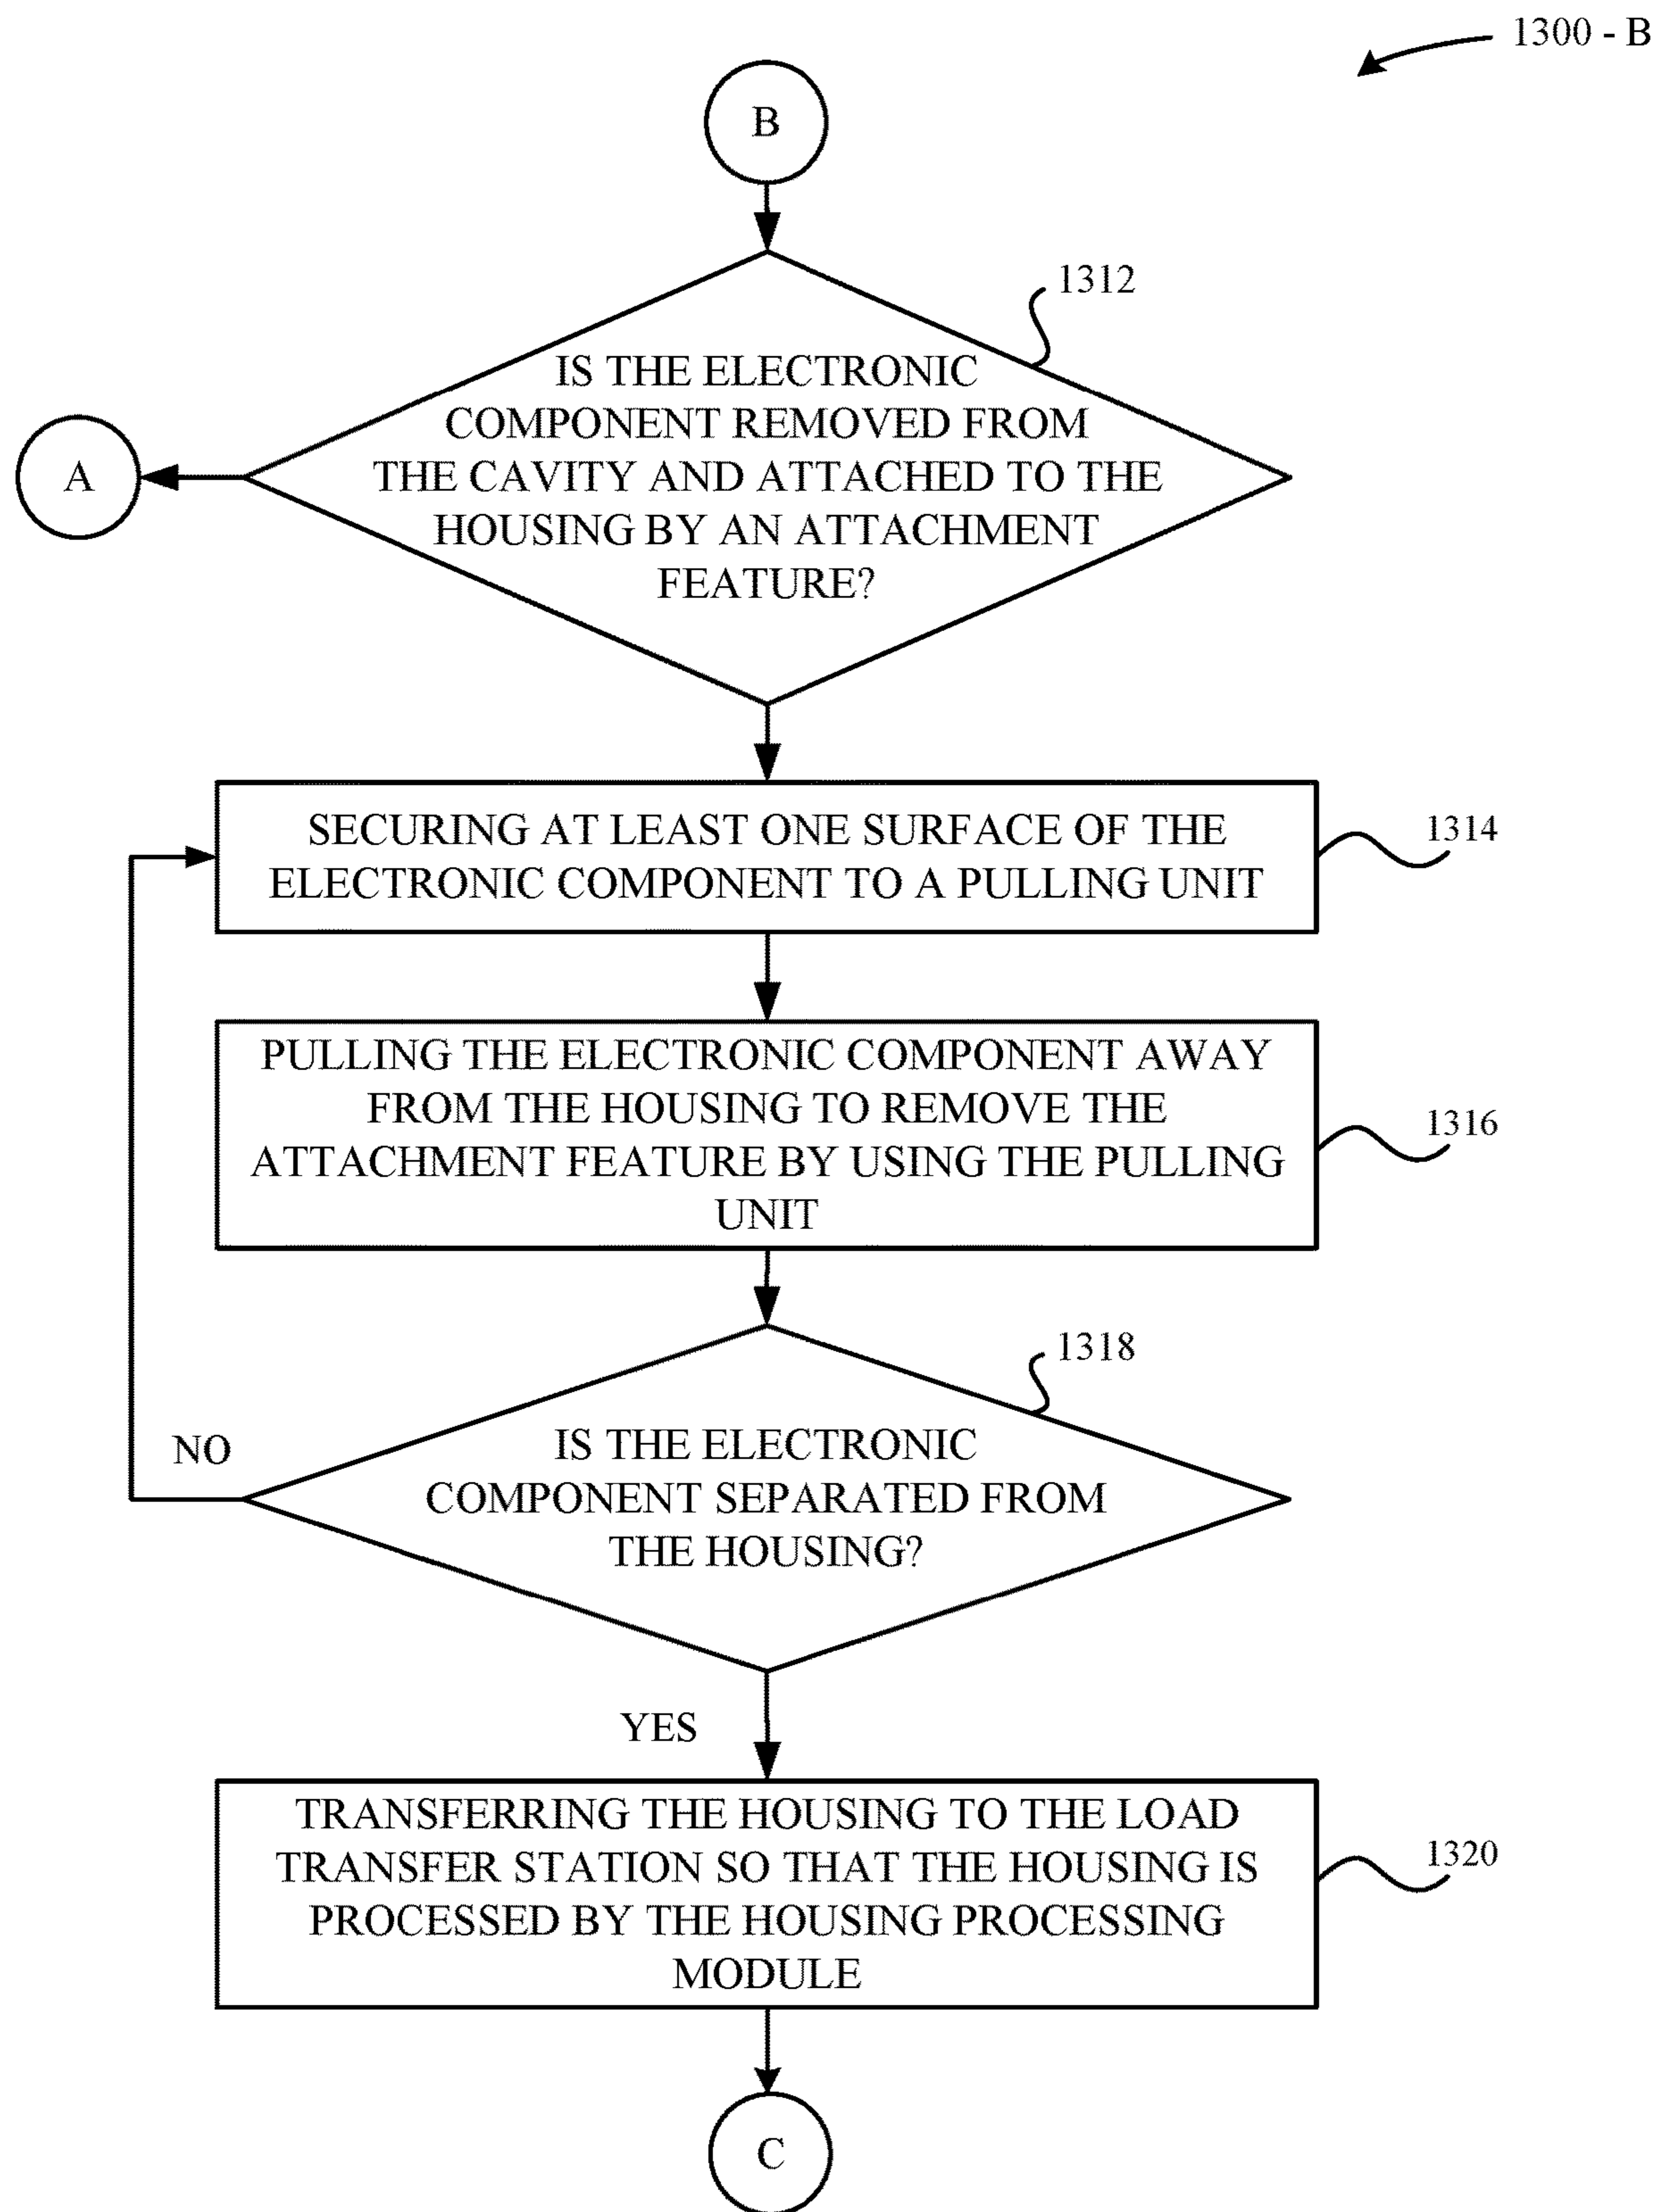 1300 - B
B
1312
IS THE ELECTRONIC
COMPONENT REMOVED FROM
THE CAVITY AND ATTACHED TO THE
HOUSING BY AN ATTACHMENT
FEATURE?
A
SECURING AT LEAST ONE SURFACE OF THE
ELECTRONIC COMPONENT TO A PULLING UNIT
1314
PULLING THE ELECTRONIC COMPONENT AWAY
FROM THE HOUSING TO REMOVE THE
ATTACHMENT FEATURE BY USING THE PULLING
UNIT
1316
1318
IS THE ELECTRONIC
COMPONENT SEPARATED FROM
THE HOUSING?
NO
YES
TRANSFERRING THE HOUSING TO THE LOAD
TRANSFER STATION SO THAT THE HOUSING IS
PROCESSED BY THE HOUSING PROCESSING
MODULE
1320
C